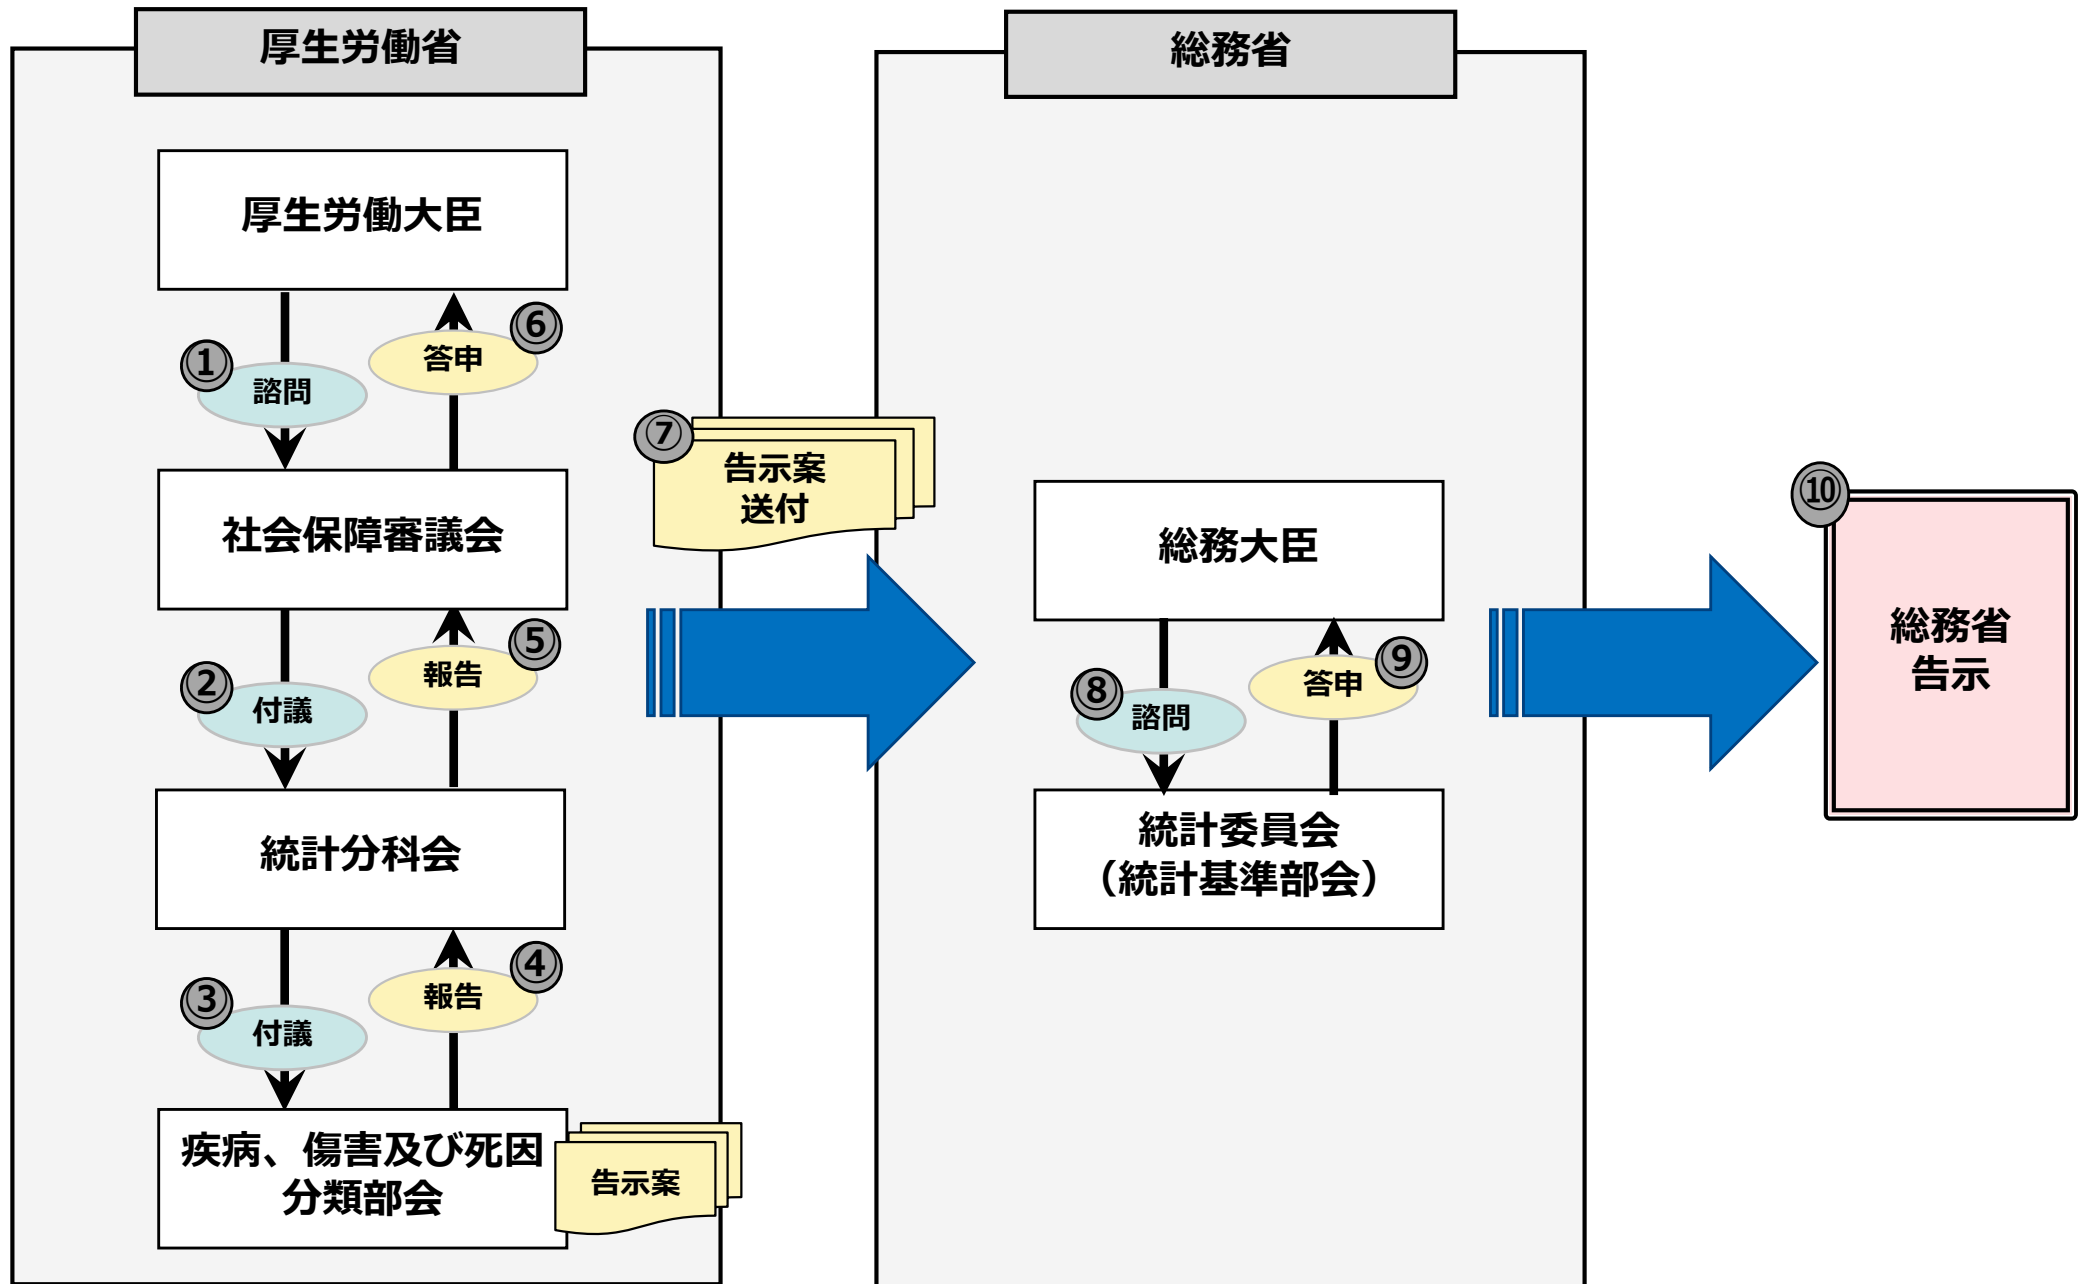 厚生労働省
厚生労働大臣
①
諮問
⑥
答申
社会保障審議会
②
付議
⑤
報告
統計分科会
③
付議
④
報告
疾病、傷害及び死因
分類部会
告示案
⑦
告示案
送付
総務省
総務大臣
⑧
諮問
⑨
答申
統計委員会
（統計基準部会）
⑩
総務省
告示